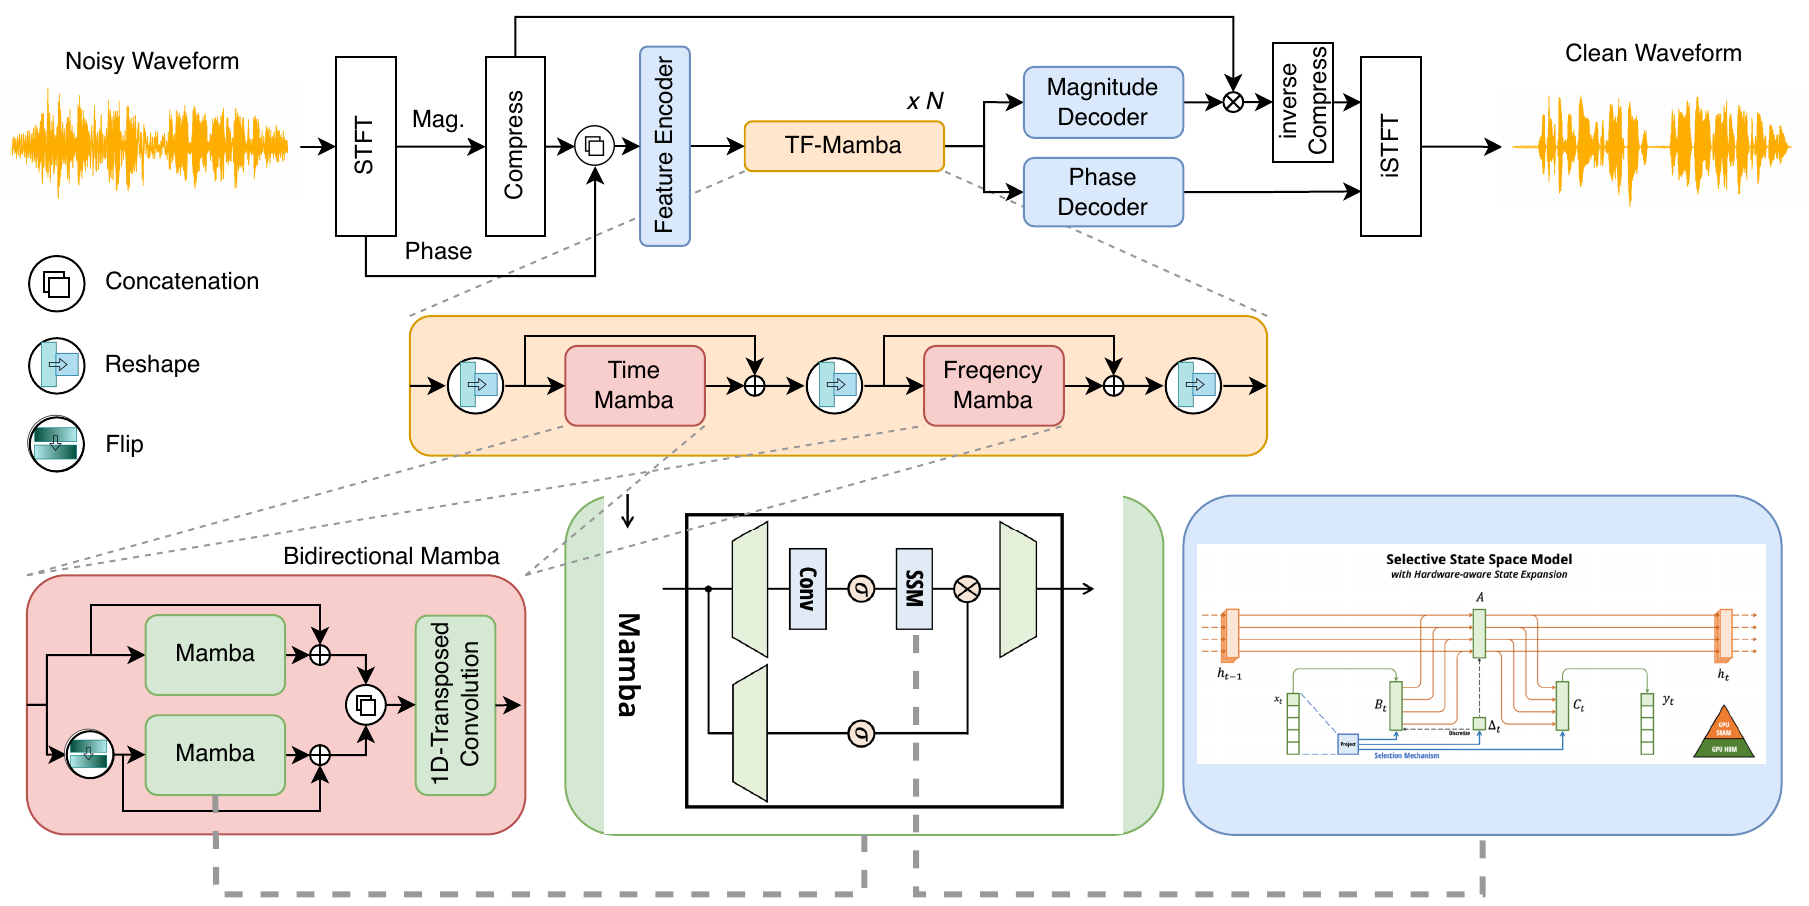 Noisy Waveform
STFT
Mag.
Phase
Compress
Feature Encoder
TF-Mamba
x N
Magnitude
Decoder
Phase
Decoder
inverse
Compress
iSTFT
Clean Waveform
Concatenation
Reshape
Flip
Time
Mamba
Freqency
Mamba
Bidirectional Mamba
Mamba
Mamba
1D-Transposed
Convolution
Mamba
Conv
σ
SSM
σ
Selective State Space Model
with Hardware-aware State Expansion
A
h_{t-1}
h_t
x_t
B_t
C_t
y_t
Δ_t
Discretize
Project
Selection Mechanism
GPU
SRAM
GPU HBM